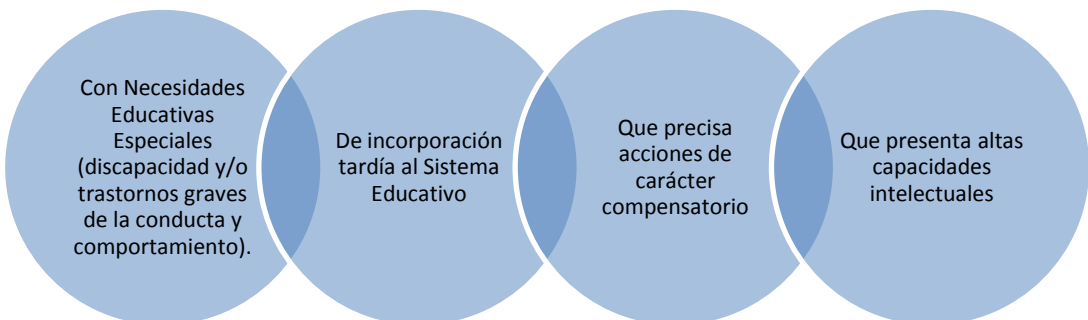 Con Necesidades
Educativas
Especiales
(discapacidad y/o
trastornos graves
de la conducta y
comportamiento).
De incorporación
tardía al Sistema
Educativo
Que precisa
acciones de
carácter
compensatorio
Que presenta altas
capacidades
intelectuales